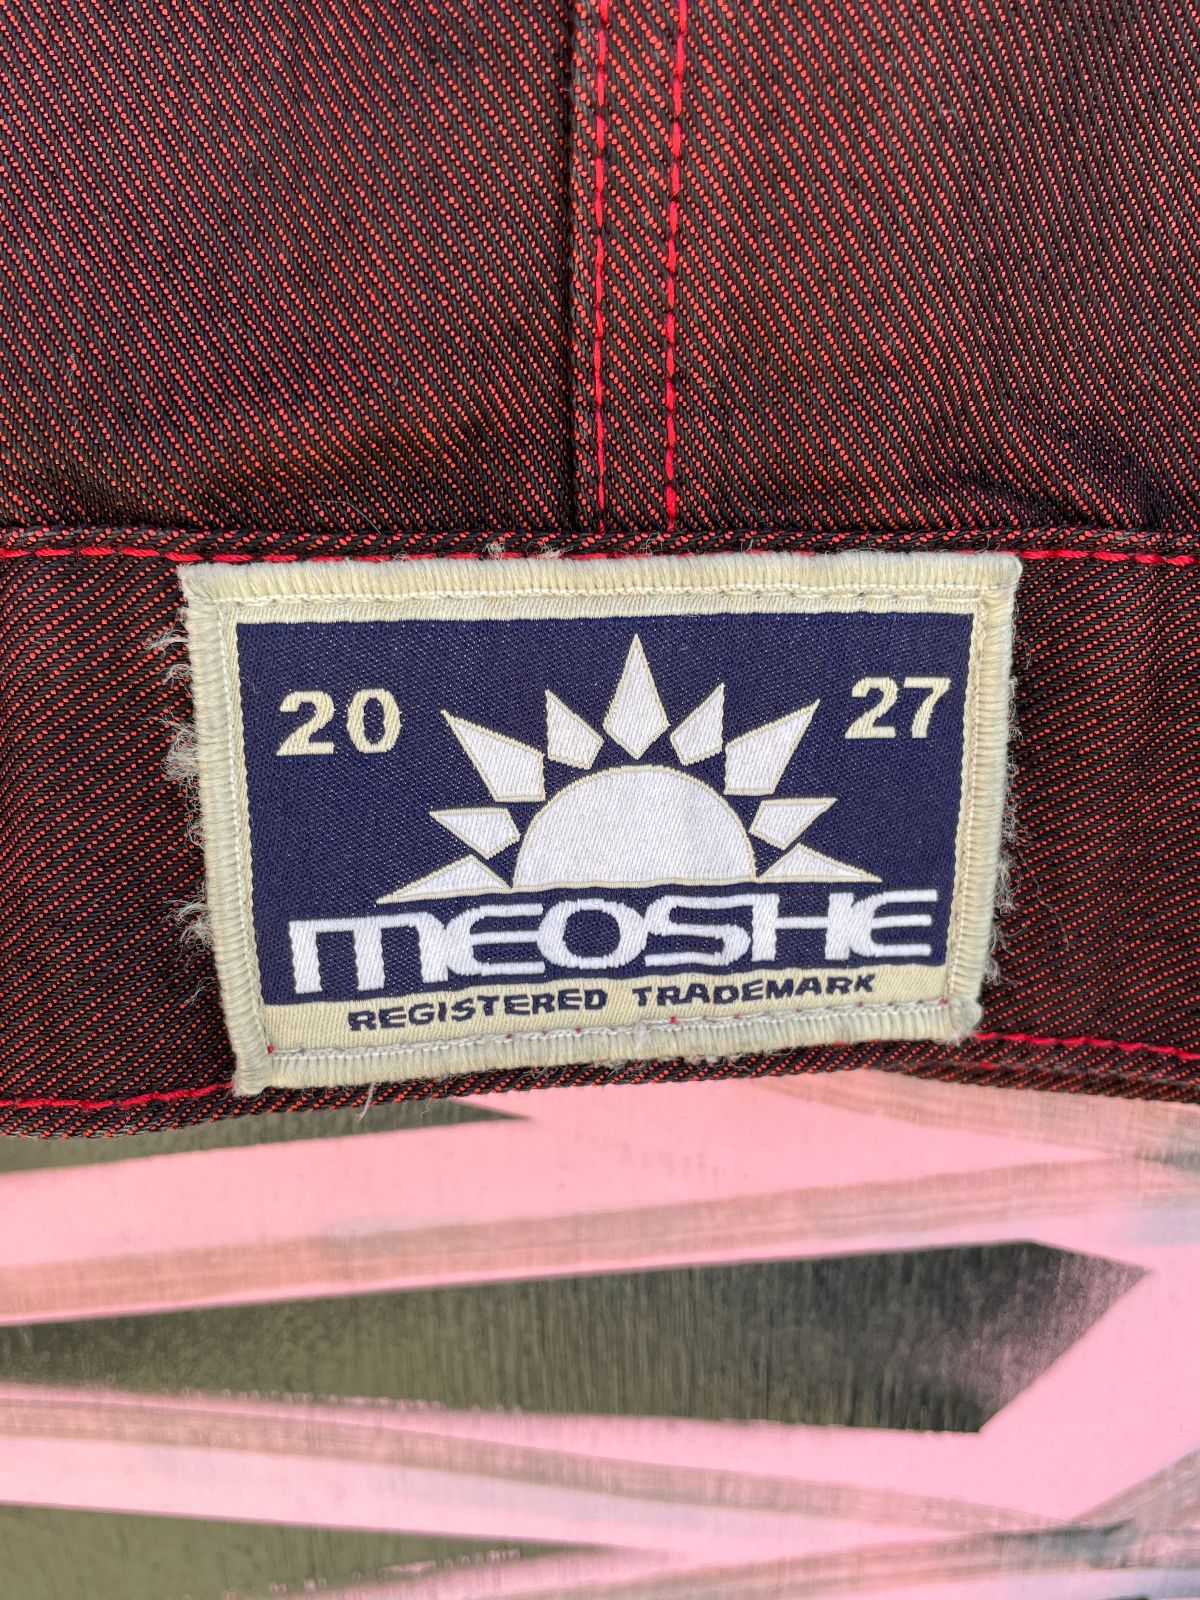 20 27
MEOSHE
REGISTERED TRADEMARK